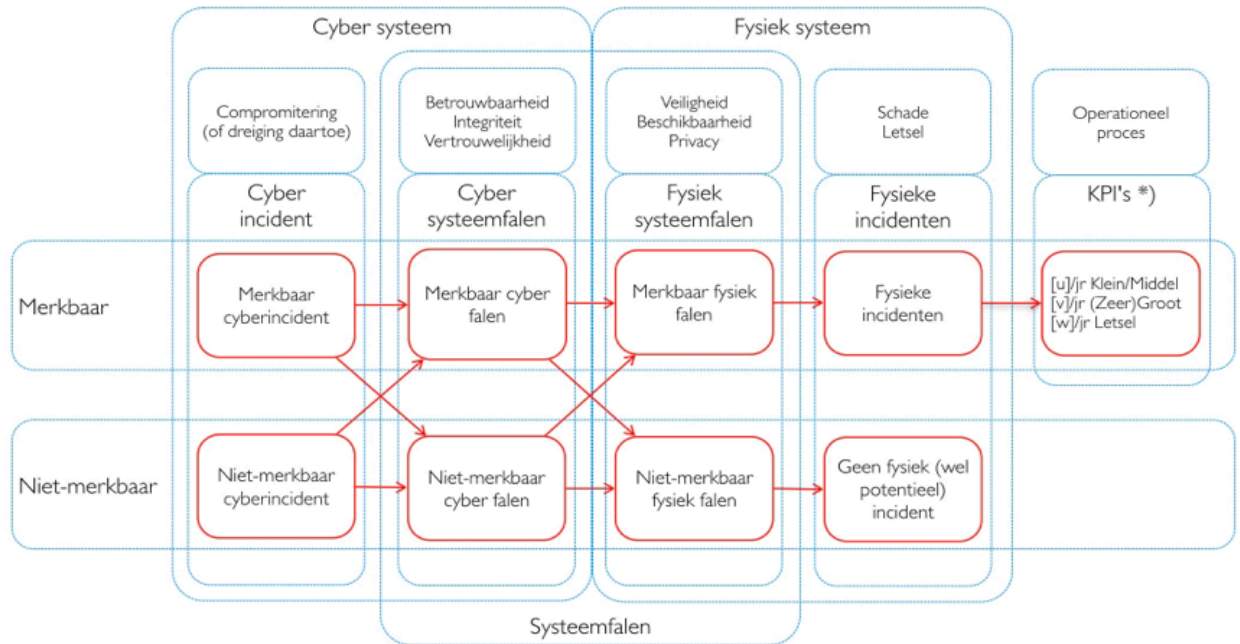 Cyber systeem
Fysiek systeem
Compromitering
(of dreiging daartoe)
Betrouwbaarheid
Integriteit
Vertrouwelijkheid
Veiligheid
Beschikbaarheid
Privacy
Schade
Letsel
Operationeel
proces
Cyber
incident
Cyber
systeemfalen
Fysiek
systeemfalen
Fysieke
incidenten
KPI's *)
Merkbaar
Merkbaar
cyberincident
Merkbaar cyber
falen
Merkbaar fysiek
falen
Fysieke
incidenten
[u]/jr Klein/Middel
[v]/jr (Zeer)Groot
[w]/jr Letsel
Niet-merkbaar
Niet-merkbaar
cyberincident
Niet-merkbaar
cyber falen
Niet-merkbaar
fysiek falen
Geen fysiek (wel
potentieel)
incident
Systeemfalen